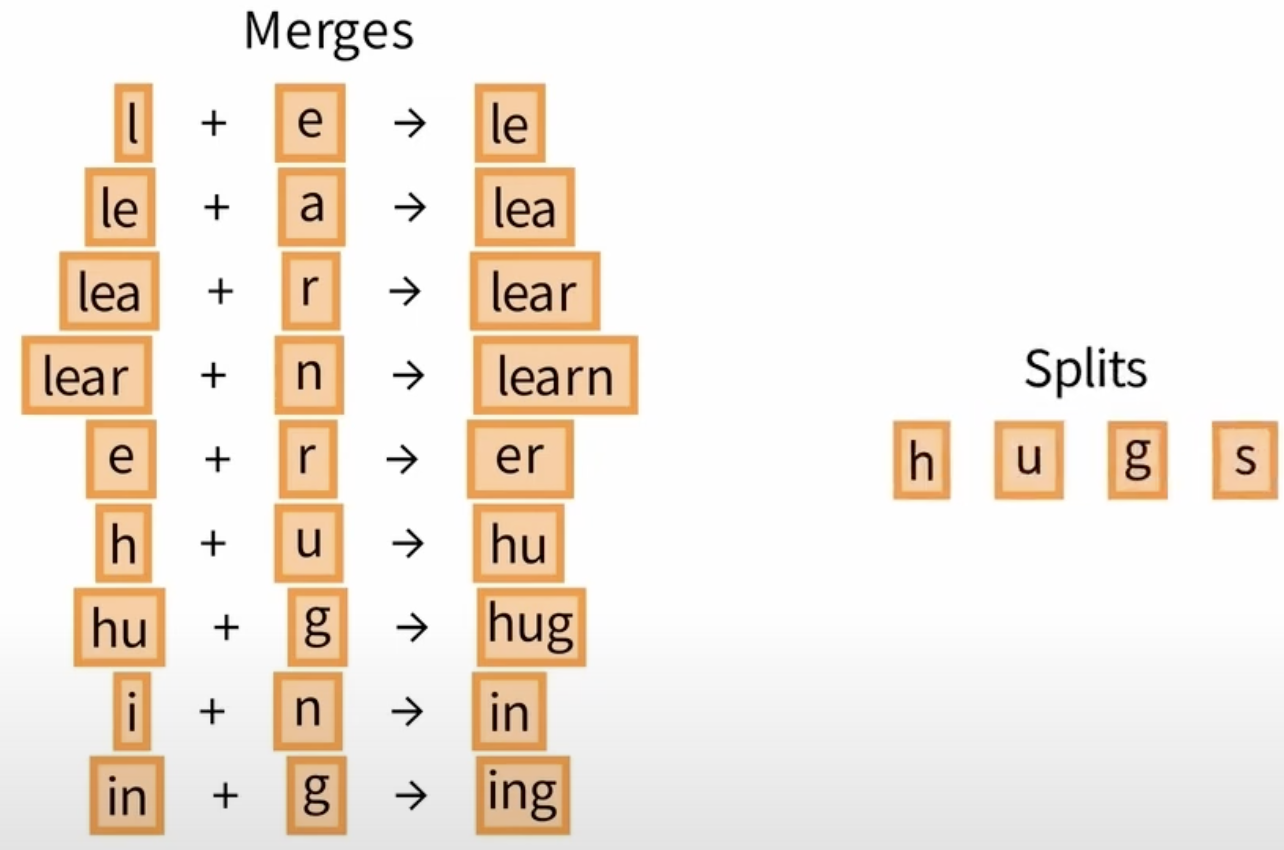 Merges
l + e → le
le + a → lea
lea + r → lear
lear + n → learn
e + r → er
h + u → hu
hu + g → hug
i + n → in
in + g → ing
Splits
h u g s